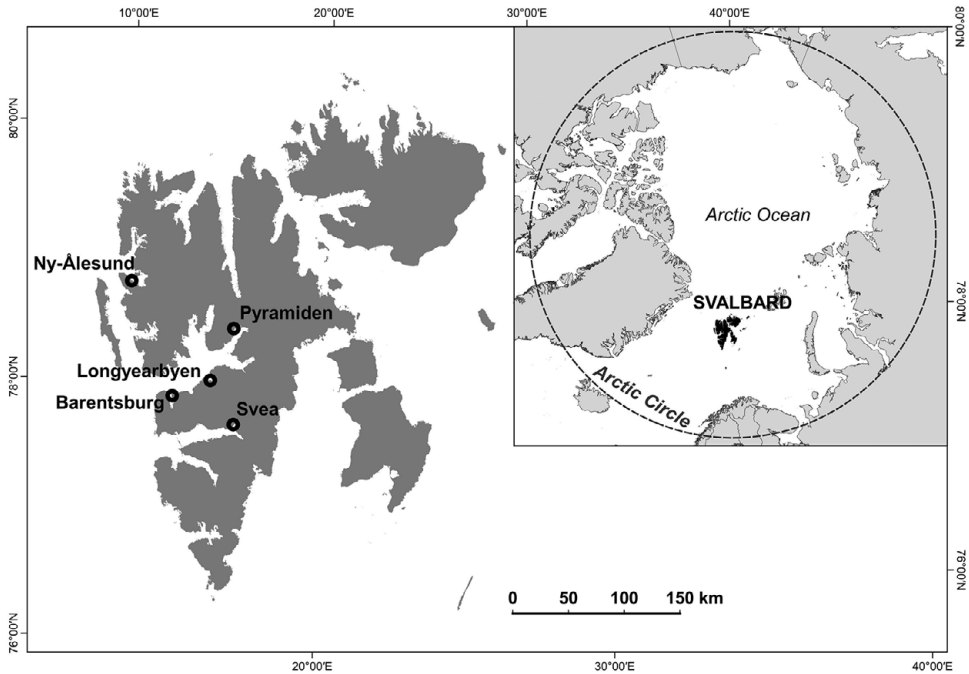 10°00'E 20°00'E 30°00'E 40°00'E
80°00'N
80°00'N
Arctic Ocean
Ny-Ålesund
78°00'N
SVALBARD
Pyramiden
Longyearbyen
78°00'N
Arctic Circle
Barentsburg
Svea
76°00'N
0 50 100 150 km
76°00'N
20°00'E 30°00'E 40°00'E